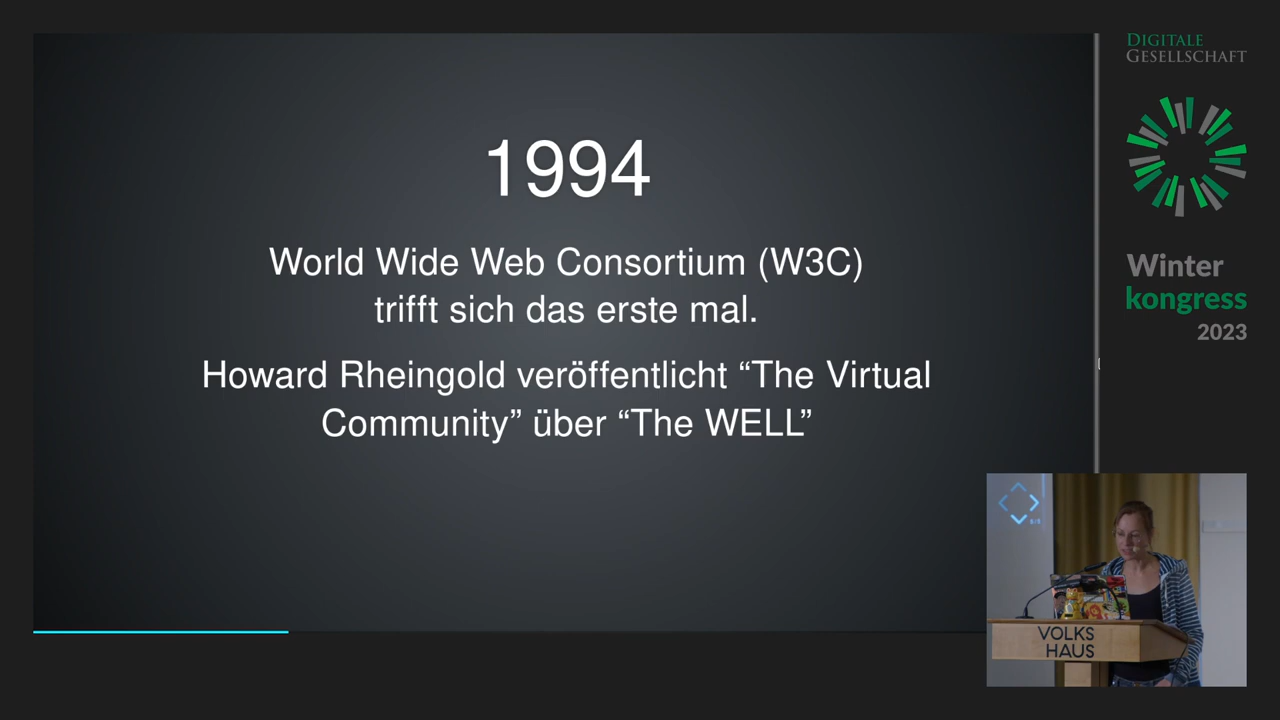 1994
World Wide Web Consortium (W3C)
trifft sich das erste mal.
Howard Rheingold veröffentlicht “The Virtual
Community” über “The WELL”
DIGITALE
GESELLSCHAFT
Winter
kongress
2023
VOLKS
HAUS